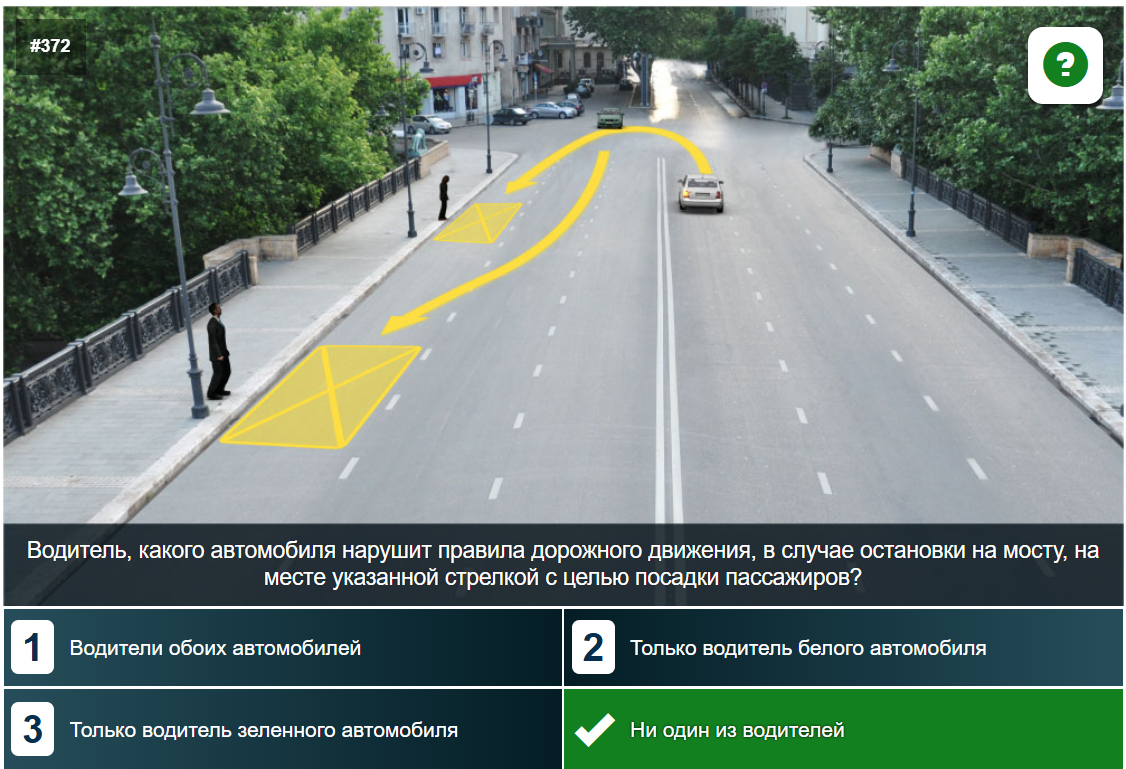 #372
?
Водитель, какого автомобиля нарушит правила дорожного движения, в случае остановки на мосту, на
месте указанной стрелкой с целью посадки пассажиров?
1 Водители обоих автомобилей
2 Только водитель белого автомобиля
3 Только водитель зеленного автомобиля
Ни один из водителей